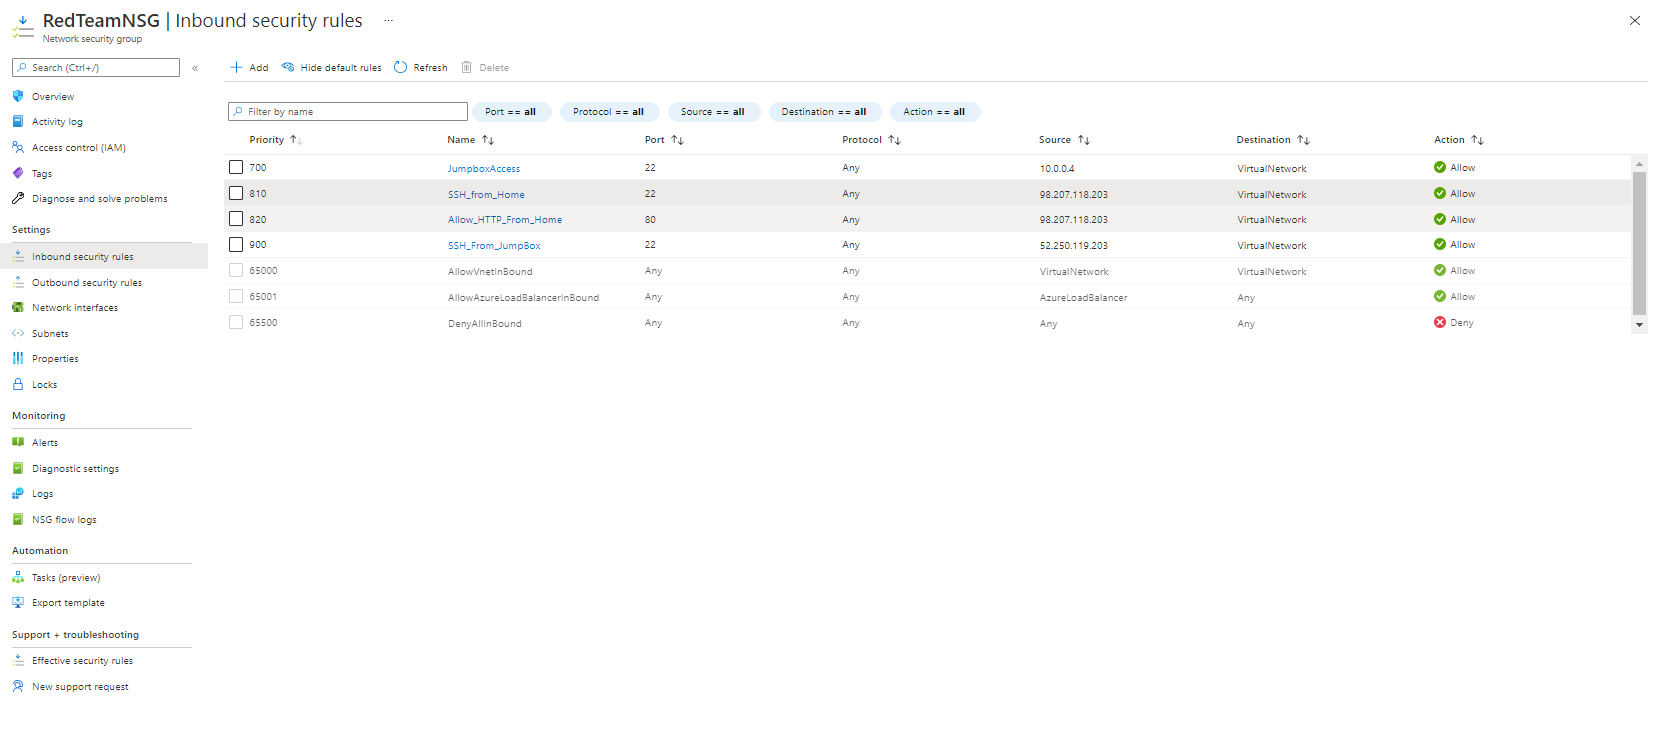 RedTeamNSG | Inbound security rules ...
Network security group
Search (Ctrl+/) «
Overview
Activity log
Access control (IAM)
Tags
Diagnose and solve problems
Settings
Inbound security rules
Outbound security rules
Network interfaces
Subnets
Properties
Locks
Monitoring
Alerts
Diagnostic settings
Logs
NSG flow logs
Automation
Tasks (preview)
Export template
Support + troubleshooting
Effective security rules
New support request
Add Hide default rules Refresh Delete
Filter by name Port == all Protocol == all Source == all Destination == all Action == all
Priority Name Port Protocol Source Destination Action
700 JumpboxAccess 22 Any 10.0.0.4 VirtualNetwork Allow
810 SSH_from_Home 22 Any 98.207.118.203 VirtualNetwork Allow
820 Allow_HTTP_From_Home 80 Any 98.207.118.203 VirtualNetwork Allow
900 SSH_From_JumpBox 22 Any 52.250.119.203 VirtualNetwork Allow
65000 AllowVnetInBound Any Any VirtualNetwork VirtualNetwork Allow
65001 AllowAzureLoadBalancerInBound Any Any AzureLoadBalancer Any Allow
65500 DenyAllInBound Any Any Any Any Deny